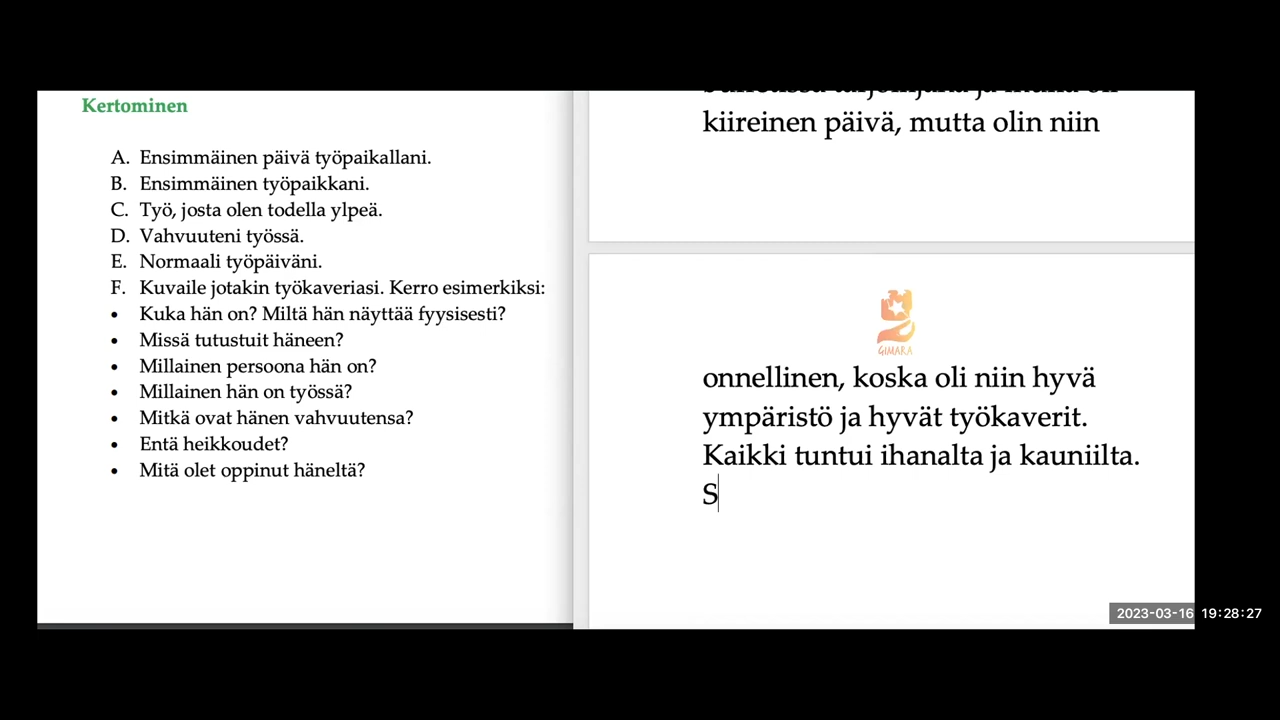 Kertominen
A. Ensimmäinen päivä työpaikallani.
B. Ensimmäinen työpaikkani.
C. Työ, josta olen todella ylpeä.
D. Vahvuuteni työssä.
E. Normaali työpäiväni.
F. Kuvaile jotakin työkaveriasi. Kerro esimerkiksi:
• Kuka hän on? Miltä hän näyttää fyysisesti?
• Missä tutustuit häneen?
• Millainen persoona hän on?
• Millainen hän on työssä?
• Mitkä ovat hänen vahvuutensa?
• Entä heikkoudet?
• Mitä olet oppinut häneltä?
kiireinen päivä, mutta olin niin
GIMARA
onnellinen, koska oli niin hyvä
ympäristö ja hyvät työkaverit.
Kaikki tuntui ihanalta ja kauniilta.
S
2023-03-16 19:28:27